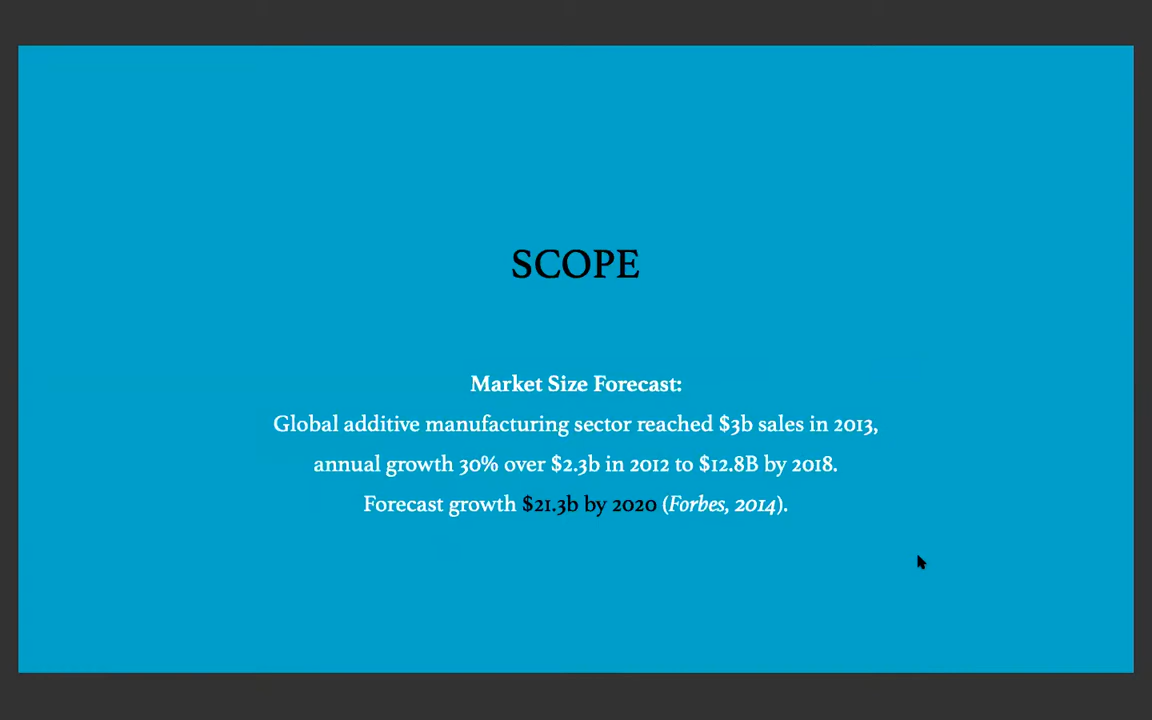 SCOPE
Market Size Forecast:
Global additive manufacturing sector reached $3b sales in 2013,
annual growth 30% over $2.3b in 2012 to $12.8B by 2018.
Forecast growth $21.3b by 2020 (Forbes, 2014).